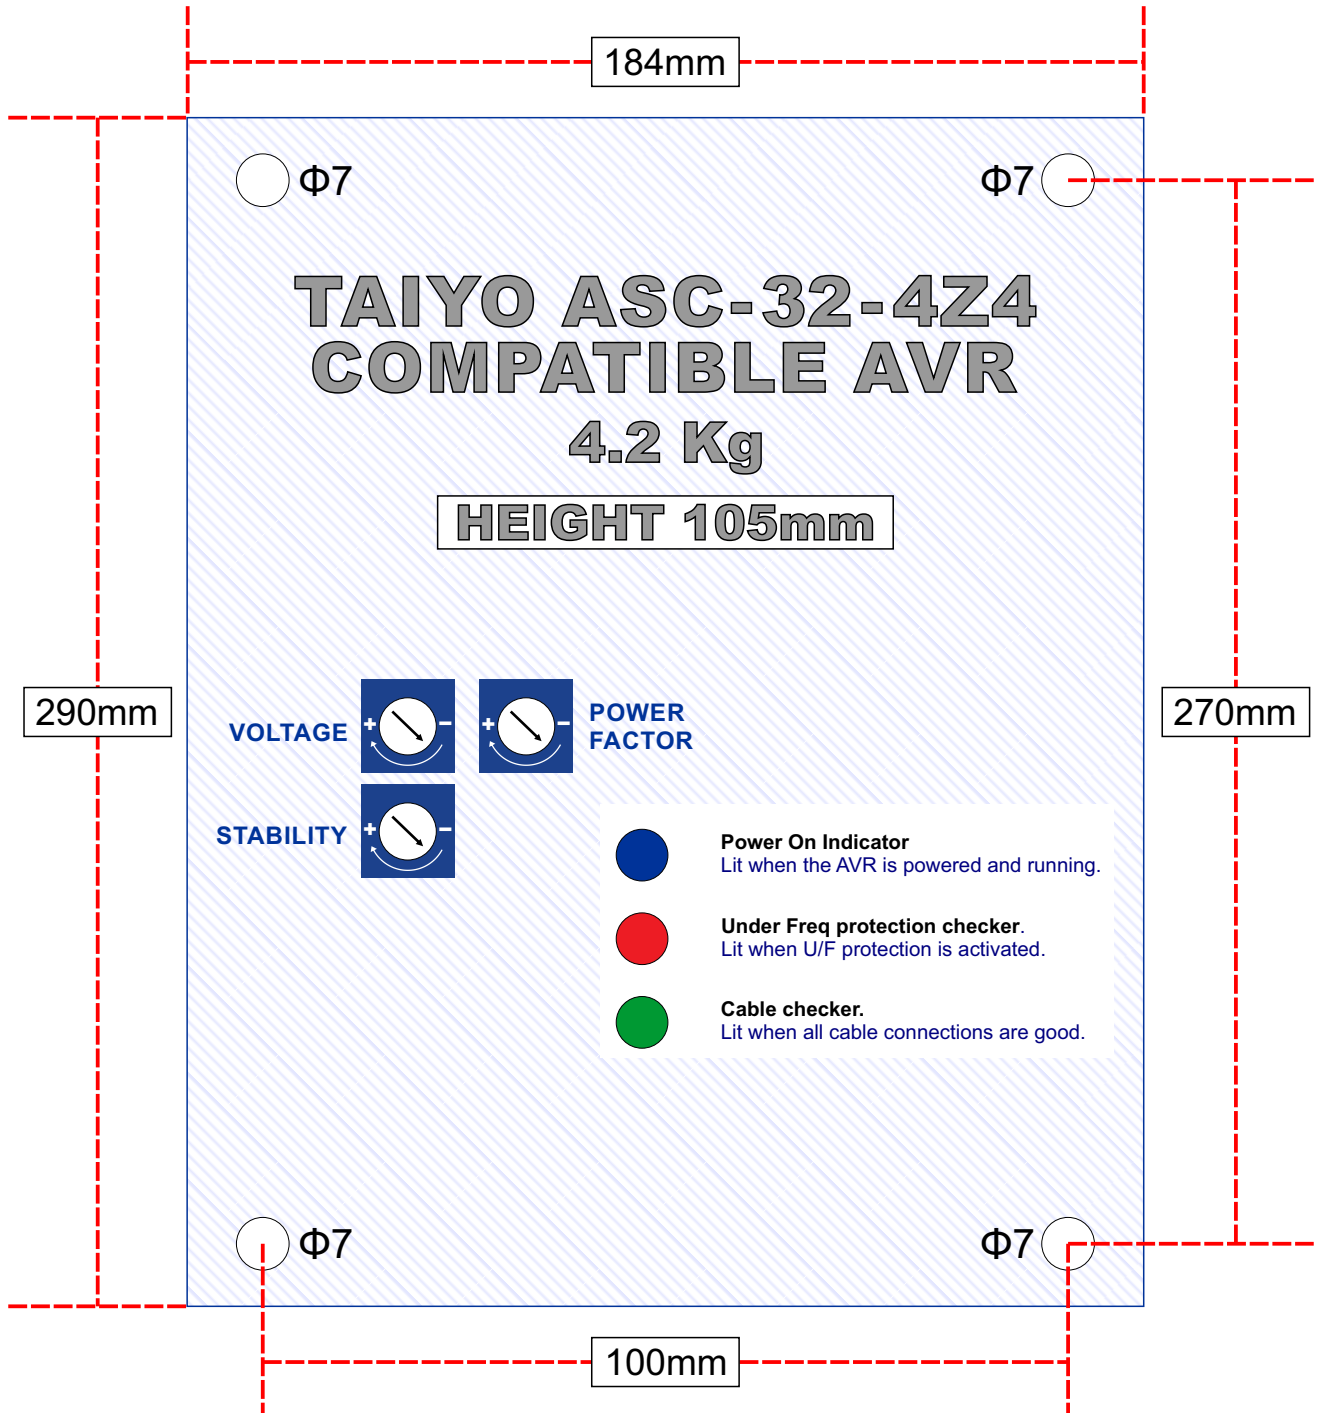 184mm
Φ7
Φ7
TAIYO ASC-32-4Z4
COMPATIBLE AVR
4.2 Kg
HEIGHT 105mm
290mm
270mm
VOLTAGE
+ −
+ −
POWER
FACTOR
STABILITY
+ −
Power On Indicator
Lit when the AVR is powered and running.
Under Freq protection checker.
Lit when U/F protection is activated.
Cable checker.
Lit when all cable connections are good.
Φ7
Φ7
100mm